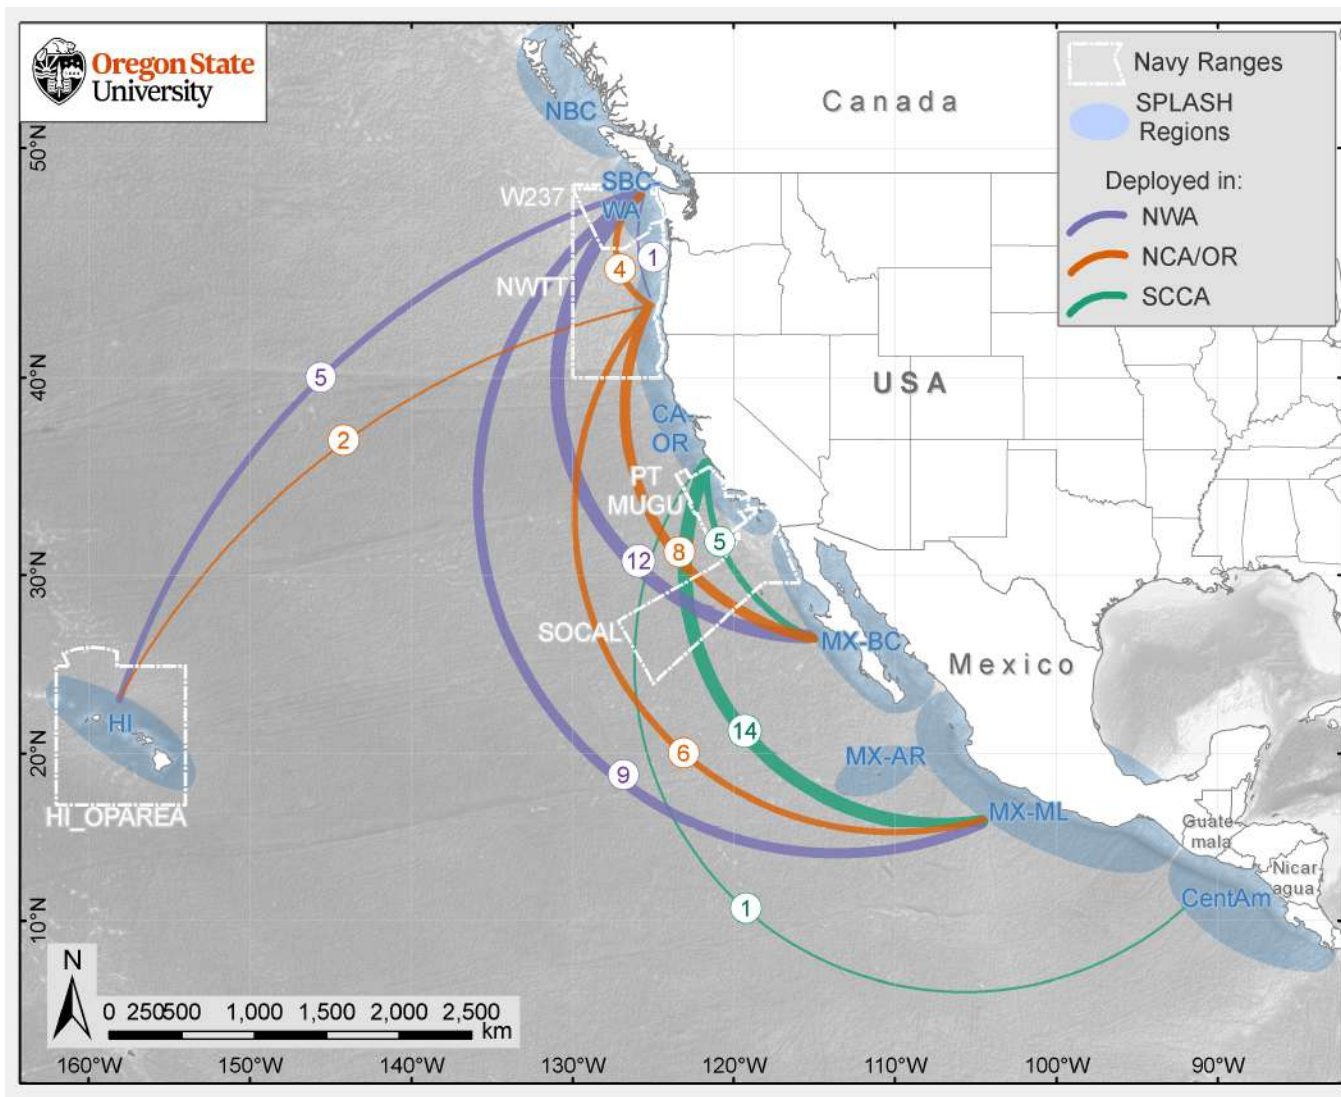 Oregon State
University
Navy Ranges
SPLASH
Regions
Deployed in:
NWA
NCA/OR
SCCA
Canada
NBC
50°N
SBC-
WA
W237
4
1
NWTT
5
40°N
USA
2
CA-
OR
PT
MUGU
5
8
12
30°N
SOCAL
MX-BC
Mexico
HI
14
6
MX-AR
20°N
9
HI_OPAREA
MX-ML
Guate-
mala
Nicar-
agua
CentAm
1
10°N
N
0 250500 1,000 1,500 2,000 2,500
km
160°W 150°W 140°W 130°W 120°W 110°W 100°W 90°W